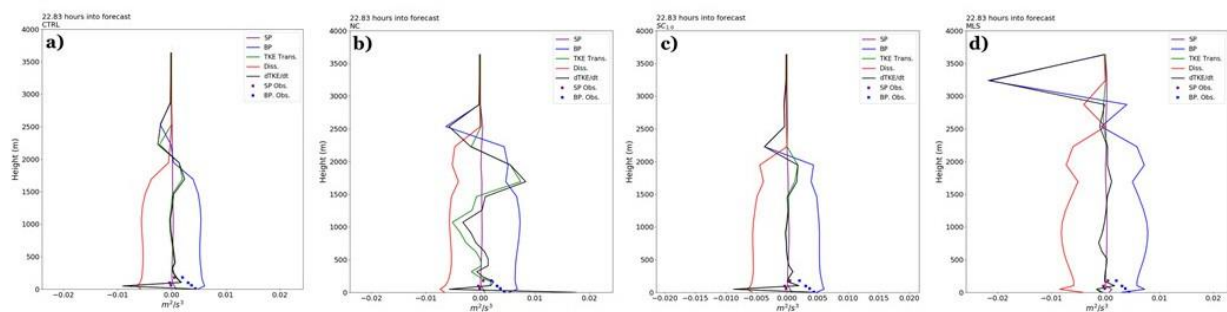 22.83 hours into forecast
CTRL
a)
SP
BP
TKE Trans.
Diss.
dTKE/dt
SP Obs.
BP. Obs.
Height (m)
4000
3500
3000
2500
2000
1500
1000
500
0
−0.02 −0.01 0.00 0.01 0.02
m²/s³
22.83 hours into forecast
NC
b)
SP
BP
TKE Trans.
Diss.
dTKE/dt
SP Obs.
BP. Obs.
Height (m)
4000
3500
3000
2500
2000
1500
1000
500
0
−0.02 −0.01 0.00 0.01 0.02
m²/s³
22.83 hours into forecast
c)
SP
BP
TKE Trans.
Diss.
dTKE/dt
SP Obs.
BP. Obs.
Height (m)
4000
3500
3000
2500
2000
1500
1000
500
0
−0.020 −0.015 −0.010 −0.005 0.000 0.005 0.010 0.015 0.020
m²/s³
22.83 hours into forecast
MLS
d)
SP
BP
TKE Trans.
Diss.
dTKE/dt
SP Obs.
BP. Obs.
Height (m)
4000
3500
3000
2500
2000
1500
1000
500
0
−0.02 −0.01 0.00 0.01 0.02
m²/s³